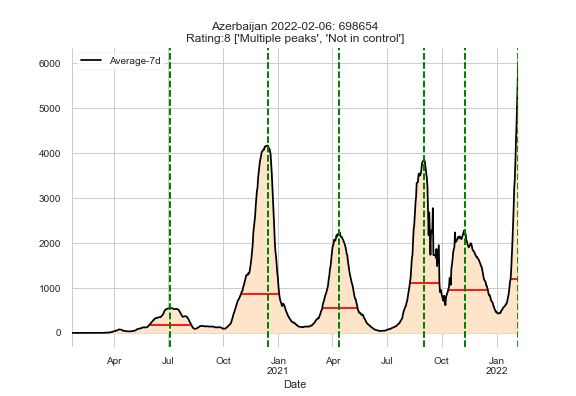 Azerbaijan 2022-02-06: 698654
Rating:8 ['Multiple peaks', 'Not in control']
Average-7d
6000
5000
4000
3000
2000
1000
0
Apr Jul Oct Jan Apr Jul Oct Jan
2021 2022
Date